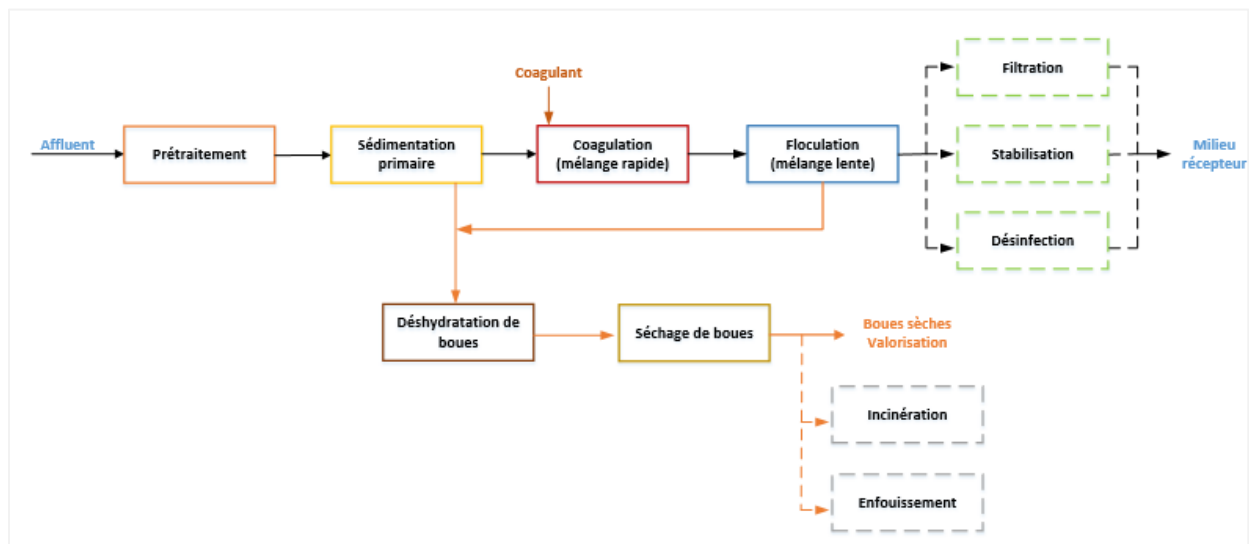 Coagulant
Filtration
Affluent
Prétraitement
Sédimentation
primaire
Coagulation
(mélange rapide)
Floculation
(mélange lente)
Stabilisation
Milieu
récepteur
Désinfection
Déshydratation de
boues
Séchage de boues
Boues sèches
Valorisation
Incinération
Enfouissement